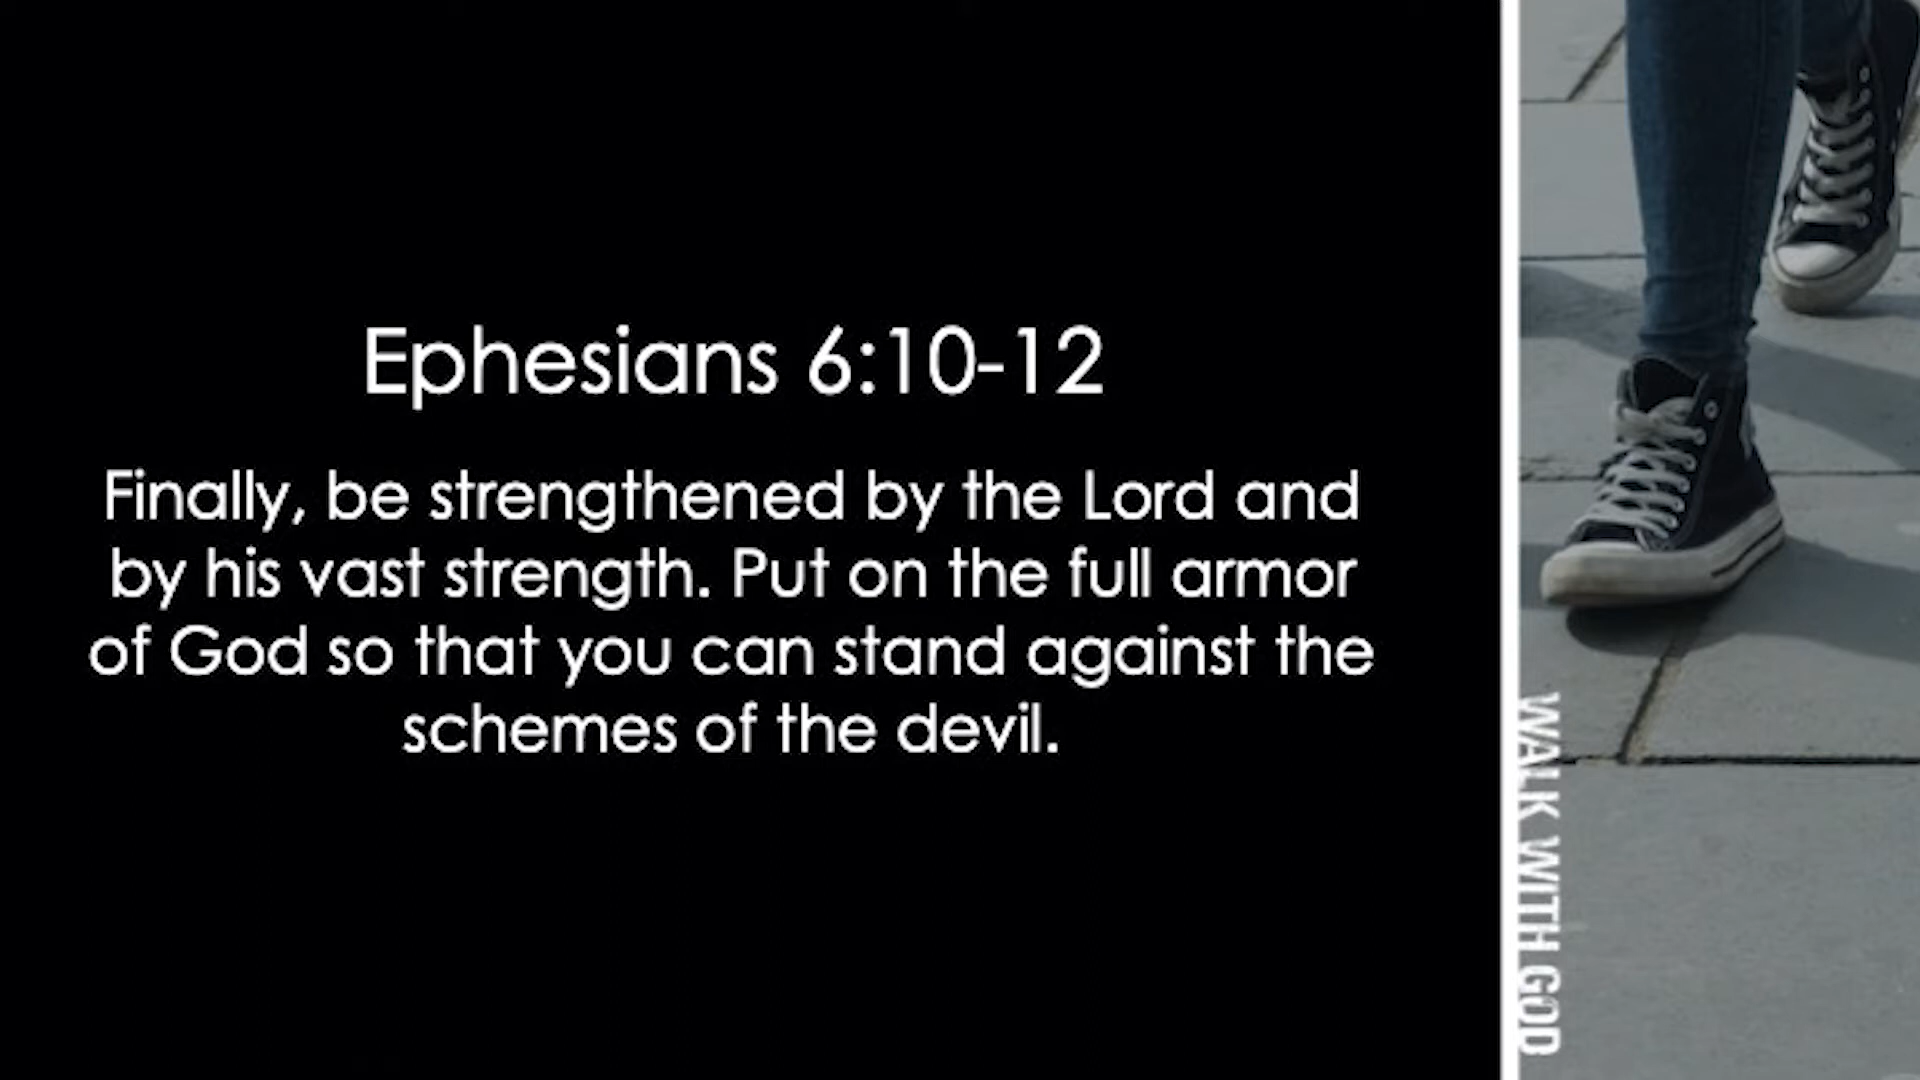 Ephesians 6:10-12
Finally, be strengthened by the Lord and
by his vast strength. Put on the full armor
of God so that you can stand against the
schemes of the devil.
WALK WITH GOD